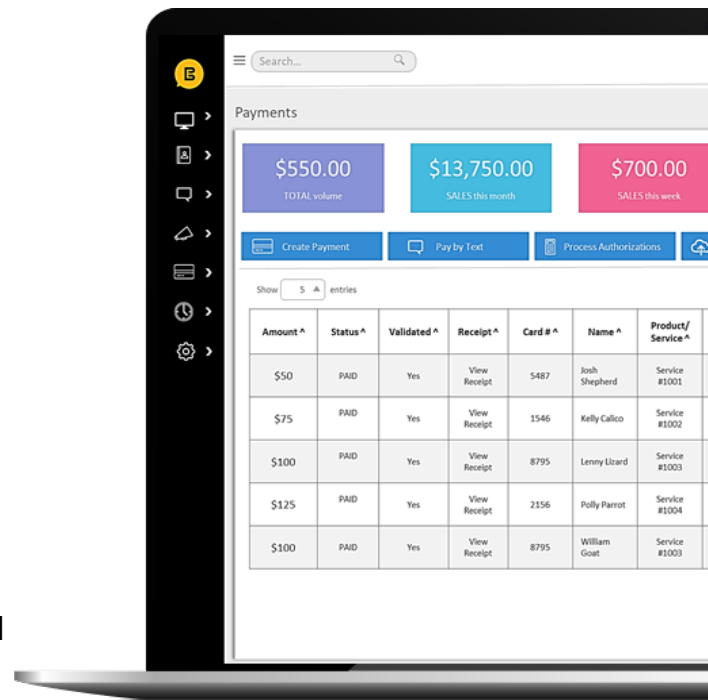 Search...
Payments
$550.00
TOTAL volume
$13,750.00
SALES this month
$700.00
SALES this week
Create Payment
Pay by Text
Process Authorizations
Show 5 entries
Amount ^ Status ^ Validated ^ Receipt ^ Card # ^ Name ^ Product/
Service ^
$50 PAID Yes View
Receipt 5487 Josh
Shepherd Service
#1001
$75 PAID Yes View
Receipt 1546 Kelly Calico Service
#1002
$100 PAID Yes View
Receipt 8795 Lenny Lizard Service
#1003
$125 PAID Yes View
Receipt 2156 Polly Parrot Service
#1004
$100 PAID Yes View
Receipt 8795 William
Goat Service
#1003